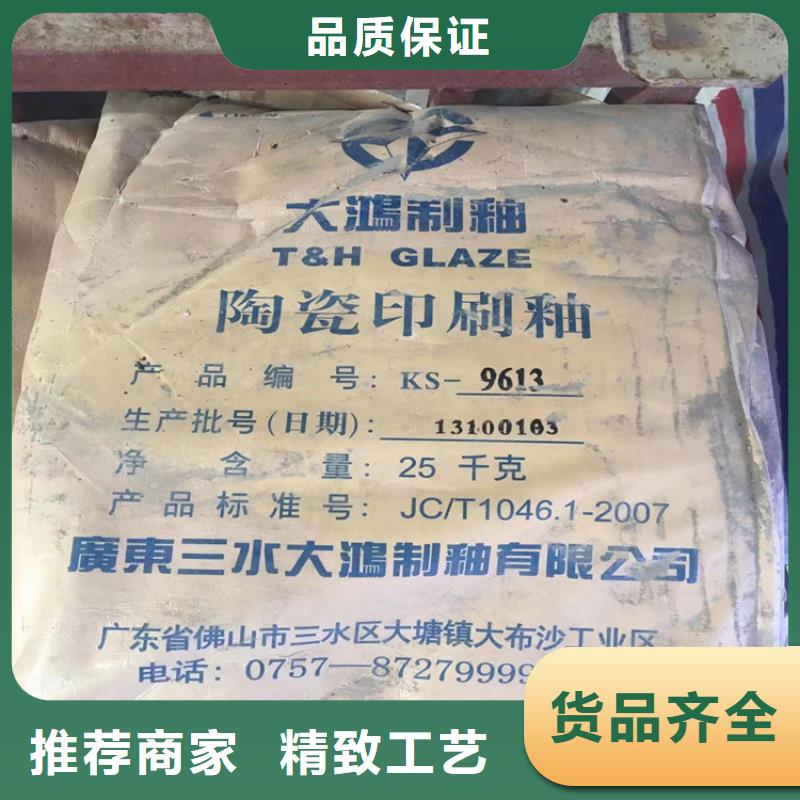 品质保证
OPEN
大鴻制釉
T&H GLAZE
陶瓷印刷釉
产品编号: KS-9613
生产批号(日期): 13100103
净含量: 25 千克
产品标准号: JC/T1046.1-2007
廣東三水大鴻制釉有限公司
广东省佛山市三水区大塘镇大布沙工业区
电话: 0757—87279999
货品齐全
推荐商家 精致工艺